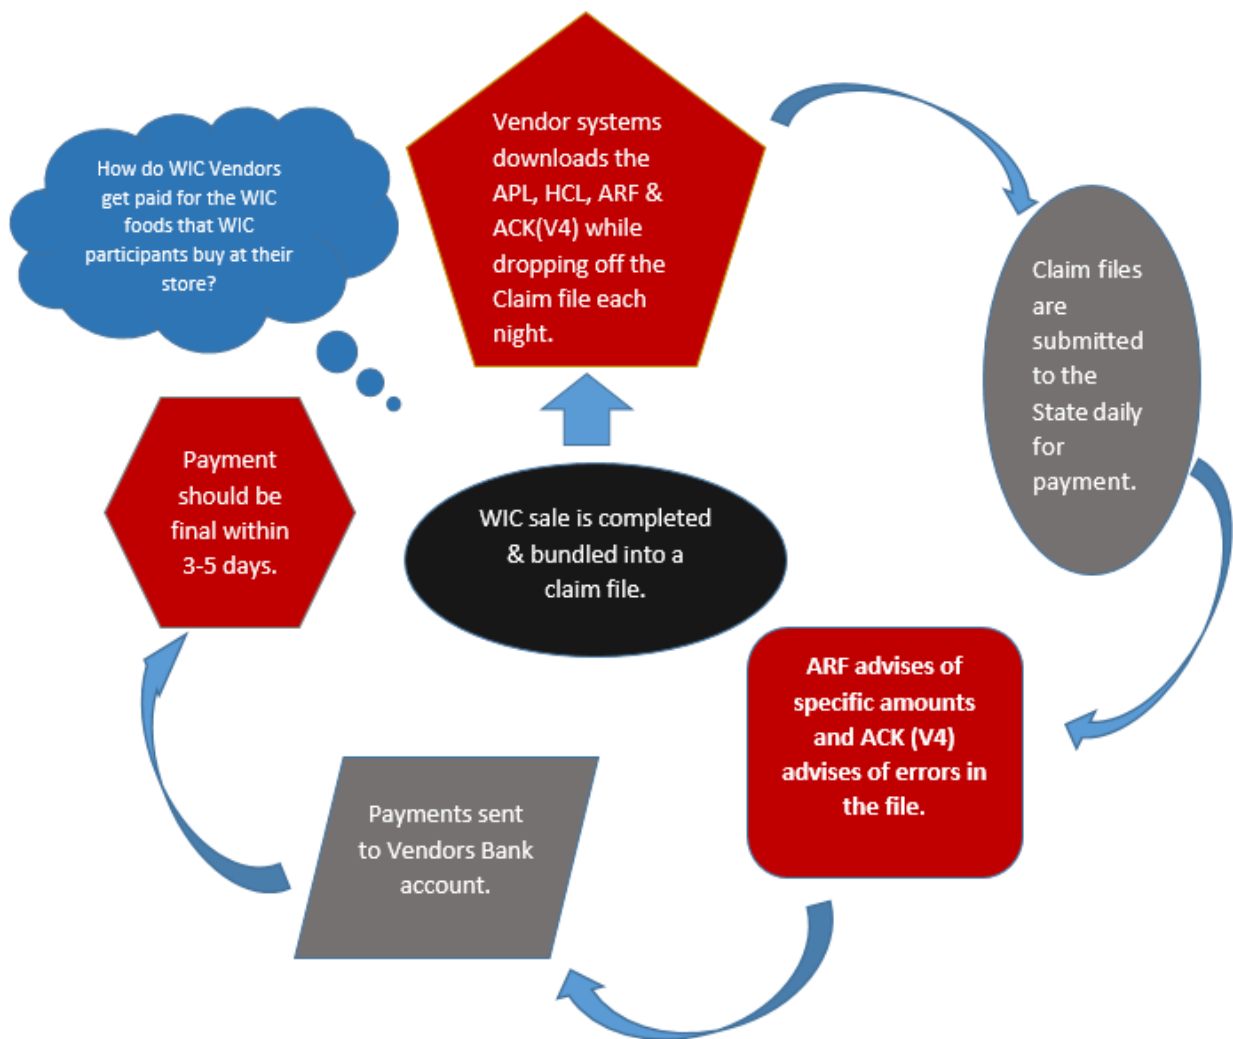 How do WIC Vendors
get paid for the WIC
foods that WIC
participants buy at their
store?
Vendor systems
downloads the
APL, HCL, ARF &
ACK(V4) while
dropping off the
Claim file each
night.
Claim files
are
submitted
to the
State daily
for
payment.
WIC sale is completed
& bundled into a
claim file.
ARF advises of
specific amounts
and ACK (V4)
advises of errors in
the file.
Payments sent
to Vendors Bank
account.
Payment
should be
final within
3-5 days.